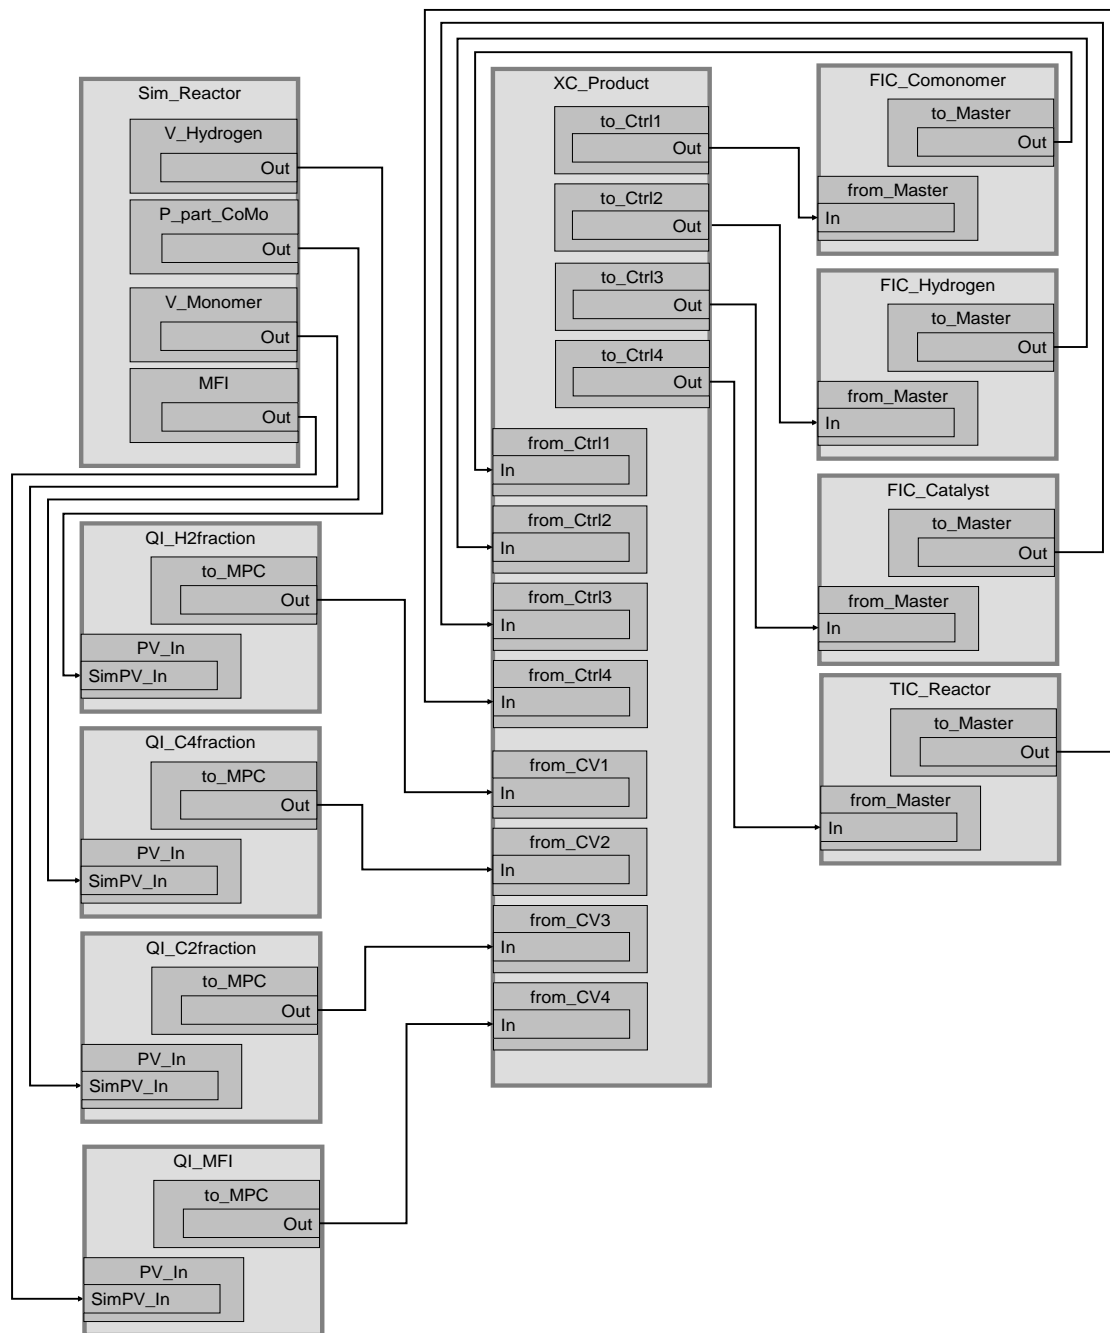 Sim_Reactor
V_Hydrogen
Out
P_part_CoMo
Out
V_Monomer
Out
MFI
Out
QI_H2fraction
to_MPC
Out
PV_In
SimPV_In
QI_C4fraction
to_MPC
Out
PV_In
SimPV_In
QI_C2fraction
to_MPC
Out
PV_In
SimPV_In
QI_MFI
to_MPC
Out
PV_In
SimPV_In
XC_Product
to_Ctrl1
Out
to_Ctrl2
Out
to_Ctrl3
Out
to_Ctrl4
Out
from_Ctrl1
In
from_Ctrl2
In
from_Ctrl3
In
from_Ctrl4
In
from_CV1
In
from_CV2
In
from_CV3
In
from_CV4
In
FIC_Comonomer
to_Master
Out
from_Master
In
FIC_Hydrogen
to_Master
Out
from_Master
In
FIC_Catalyst
to_Master
Out
from_Master
In
TIC_Reactor
to_Master
Out
from_Master
In